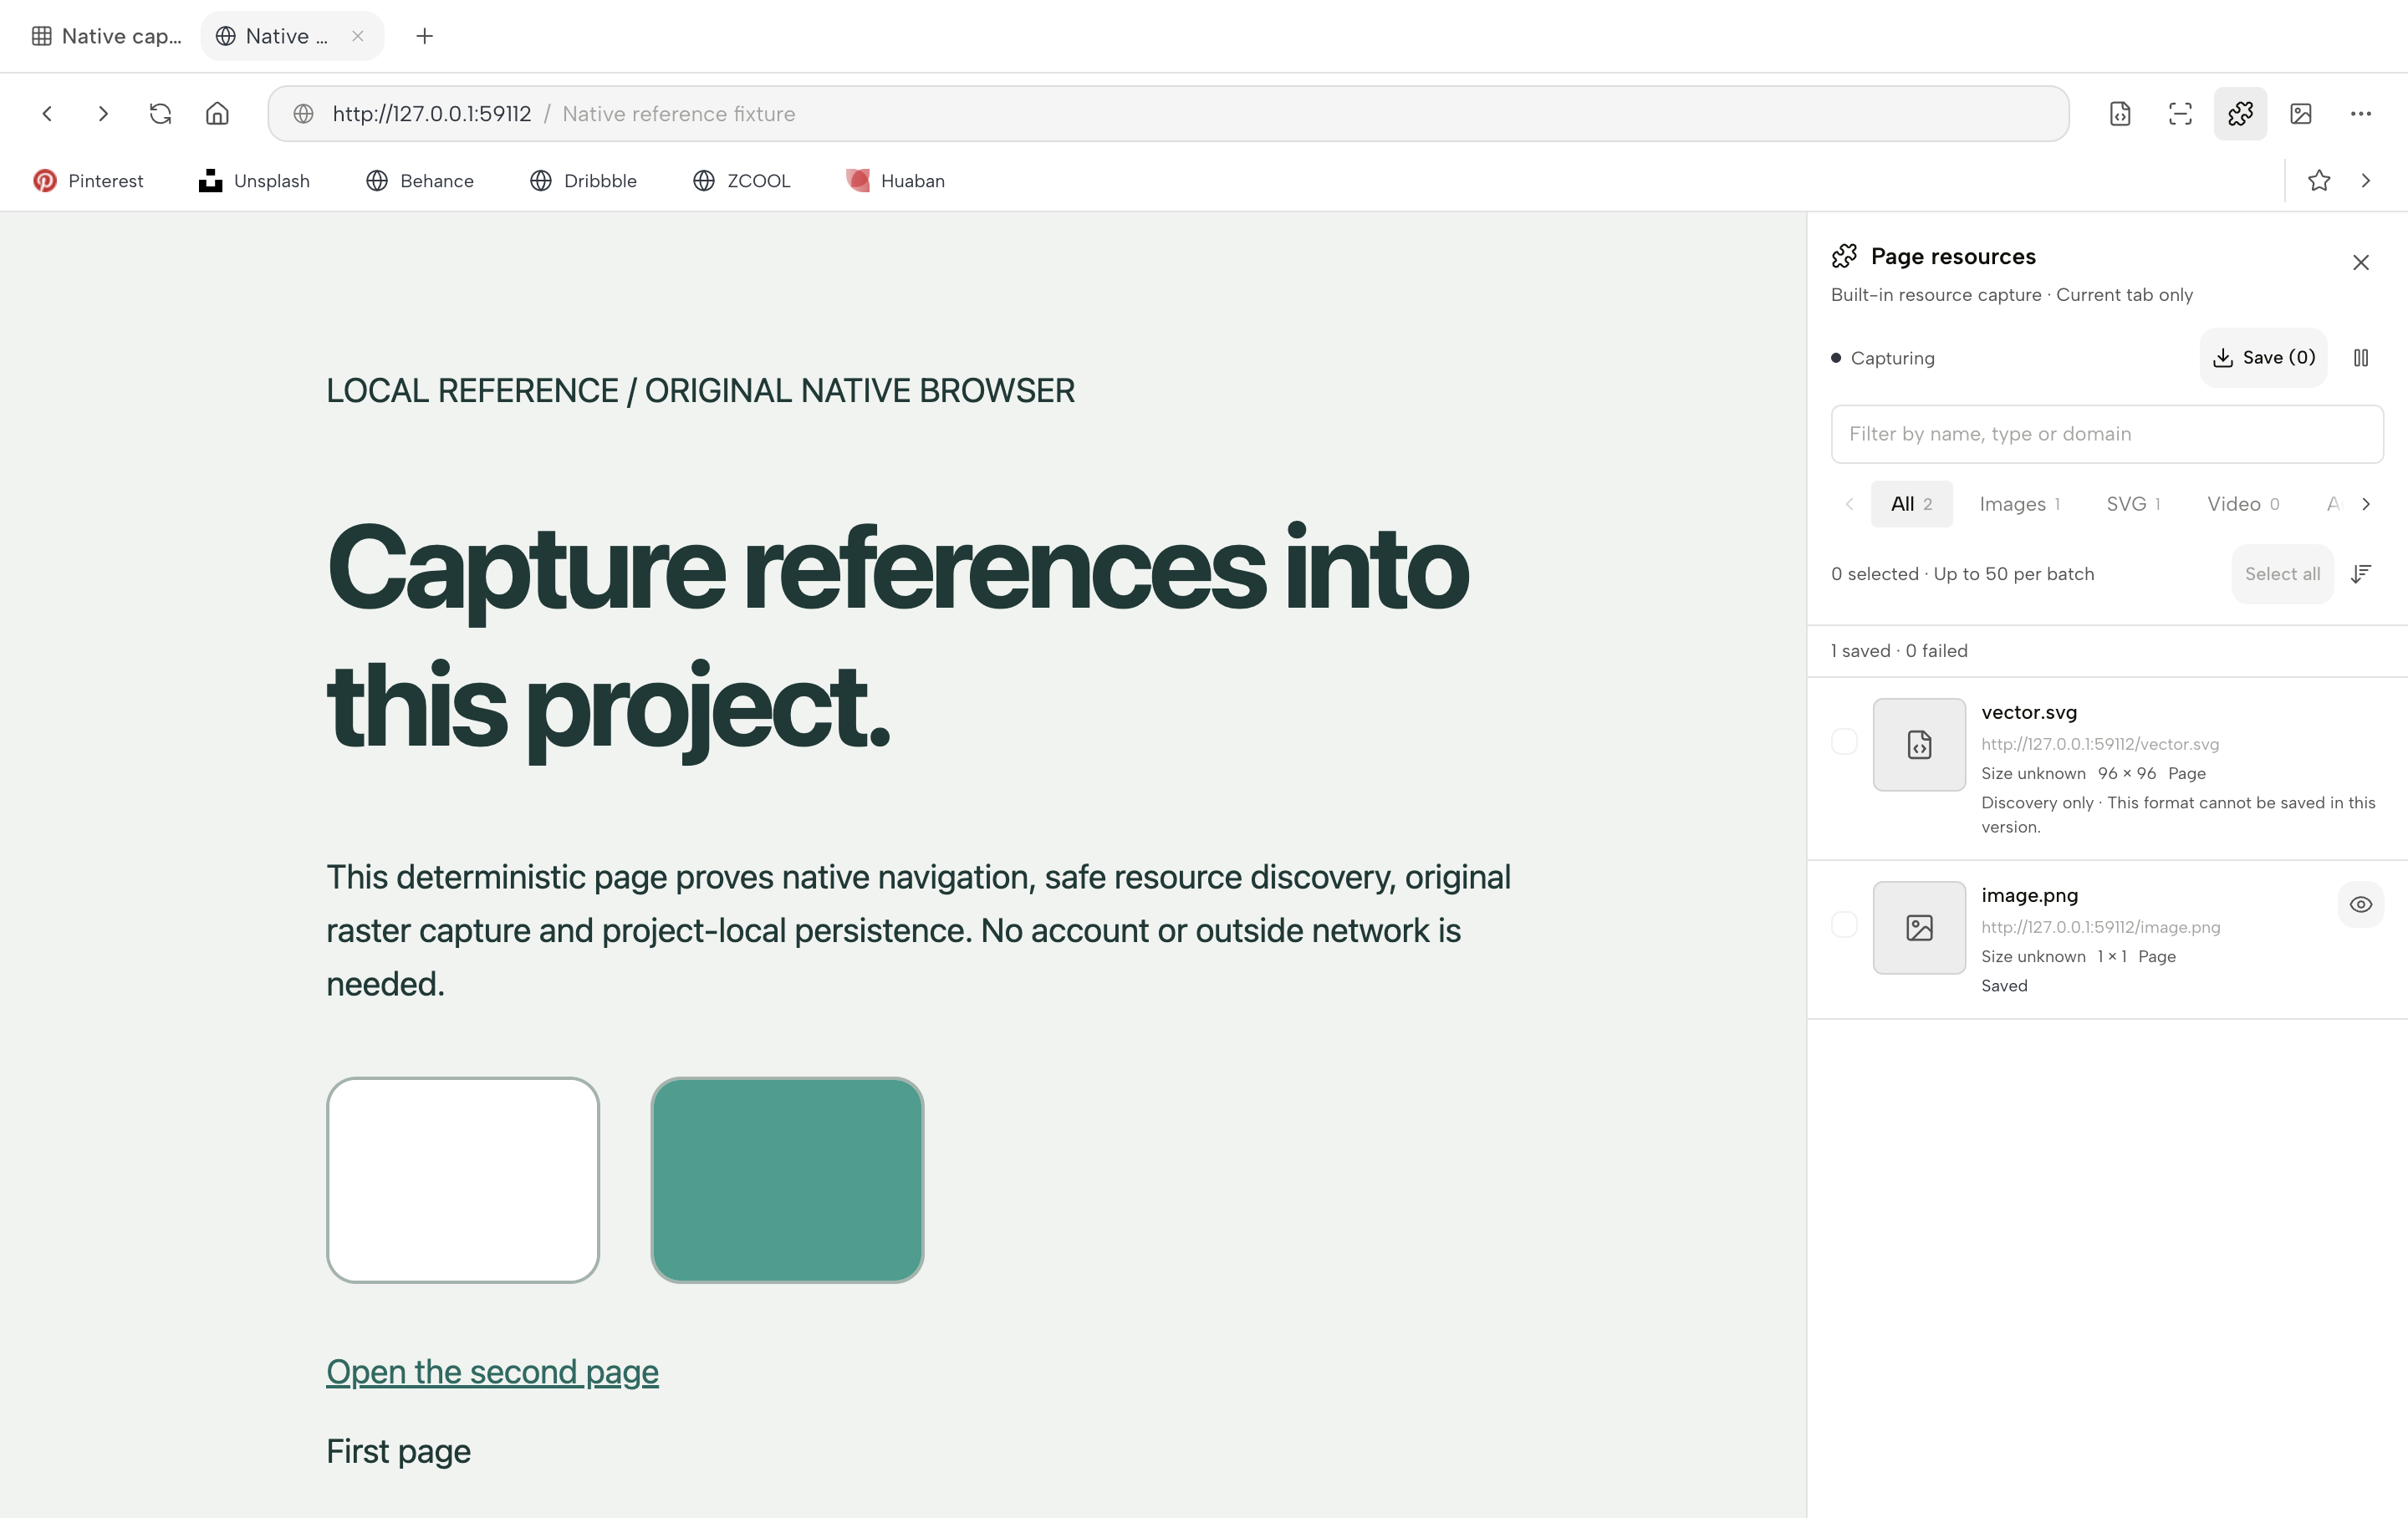 Native cap...
Native ...
http://127.0.0.1:59112 / Native reference fixture
Pinterest
Unsplash
Behance
Dribbble
ZCOOL
Huaban
LOCAL REFERENCE / ORIGINAL NATIVE BROWSER
Capture references into
this project.
This deterministic page proves native navigation, safe resource discovery, original
raster capture and project-local persistence. No account or outside network is
needed.
Open the second page
First page
Page resources
Built-in resource capture · Current tab only
Capturing
Save (0)
Filter by name, type or domain
All 2
Images 1
SVG 1
Video 0
A
0 selected · Up to 50 per batch
Select all
1 saved · 0 failed
vector.svg
http://127.0.0.1:59112/vector.svg
Size unknown 96 × 96 Page
Discovery only · This format cannot be saved in this
version.
image.png
http://127.0.0.1:59112/image.png
Size unknown 1 × 1 Page
Saved